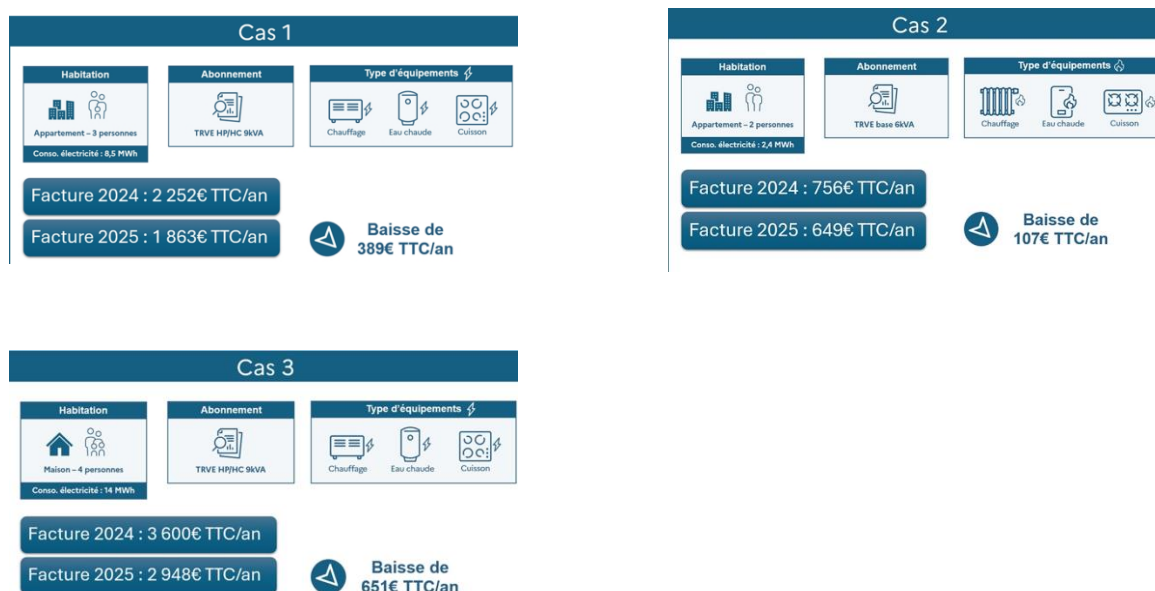 Cas 1
Habitation
Appartement – 3 personnes
Conso. électricité : 8,5 MWh
Abonnement
TRVE HP/HC 9kVA
Type d'équipements
Chauffage Eau chaude Cuisson
Facture 2024 : 2 252€ TTC/an
Facture 2025 : 1 863€ TTC/an
Baisse de
389€ TTC/an
Cas 2
Habitation
Appartement – 2 personnes
Conso. électricité : 2,4 MWh
Abonnement
TRVE base 6kVA
Type d'équipements
Chauffage Eau chaude Cuisson
Facture 2024 : 756€ TTC/an
Facture 2025 : 649€ TTC/an
Baisse de
107€ TTC/an
Cas 3
Habitation
Maison – 4 personnes
Conso. électricité : 14 MWh
Abonnement
TRVE HP/HC 9kVA
Type d'équipements
Chauffage Eau chaude Cuisson
Facture 2024 : 3 600€ TTC/an
Facture 2025 : 2 948€ TTC/an
Baisse de
651€ TTC/an